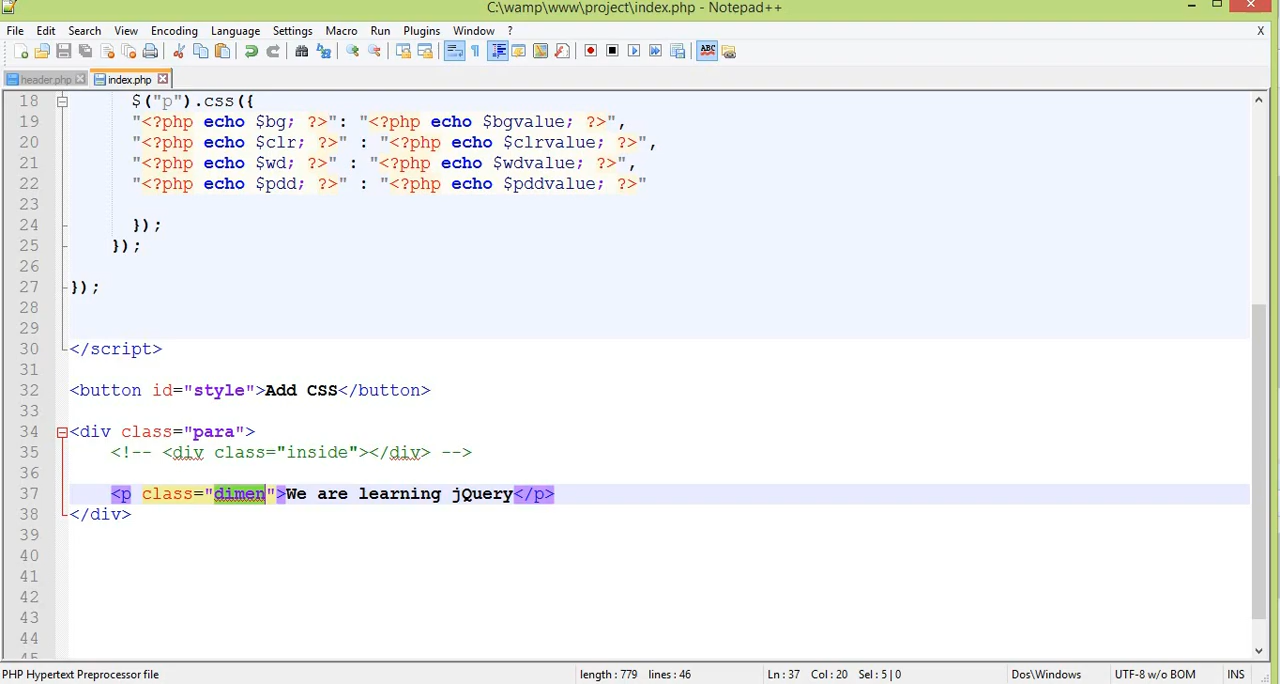 C:\wamp\www\project\index.php - Notepad++
File Edit Search View Encoding Language Settings Macro Run Plugins Window ? X
header.php index.php
18 $("p").css({
19 "<?php echo $bg; ?>": "<?php echo $bgvalue; ?>",
20 "<?php echo $clr; ?>" : "<?php echo $clrvalue; ?>",
21 "<?php echo $wd; ?>" : "<?php echo $wdvalue; ?>",
22 "<?php echo $pdd; ?>" : "<?php echo $pddvalue; ?>"
23
24 });
25 });
26
27 });
28
29
30 </script>
31
32 <button id="style">Add CSS</button>
33
34 <div class="para">
35 <!-- <div class="inside"></div> -->
36
37 <p class="dimen">We are learning jQuery</p>
38 </div>
39
40
41
42
43
44
45
PHP Hypertext Preprocessor file length : 779 lines : 46 Ln : 37 Col : 20 Sel : 5 | 0 Dos\Windows UTF-8 w/o BOM INS